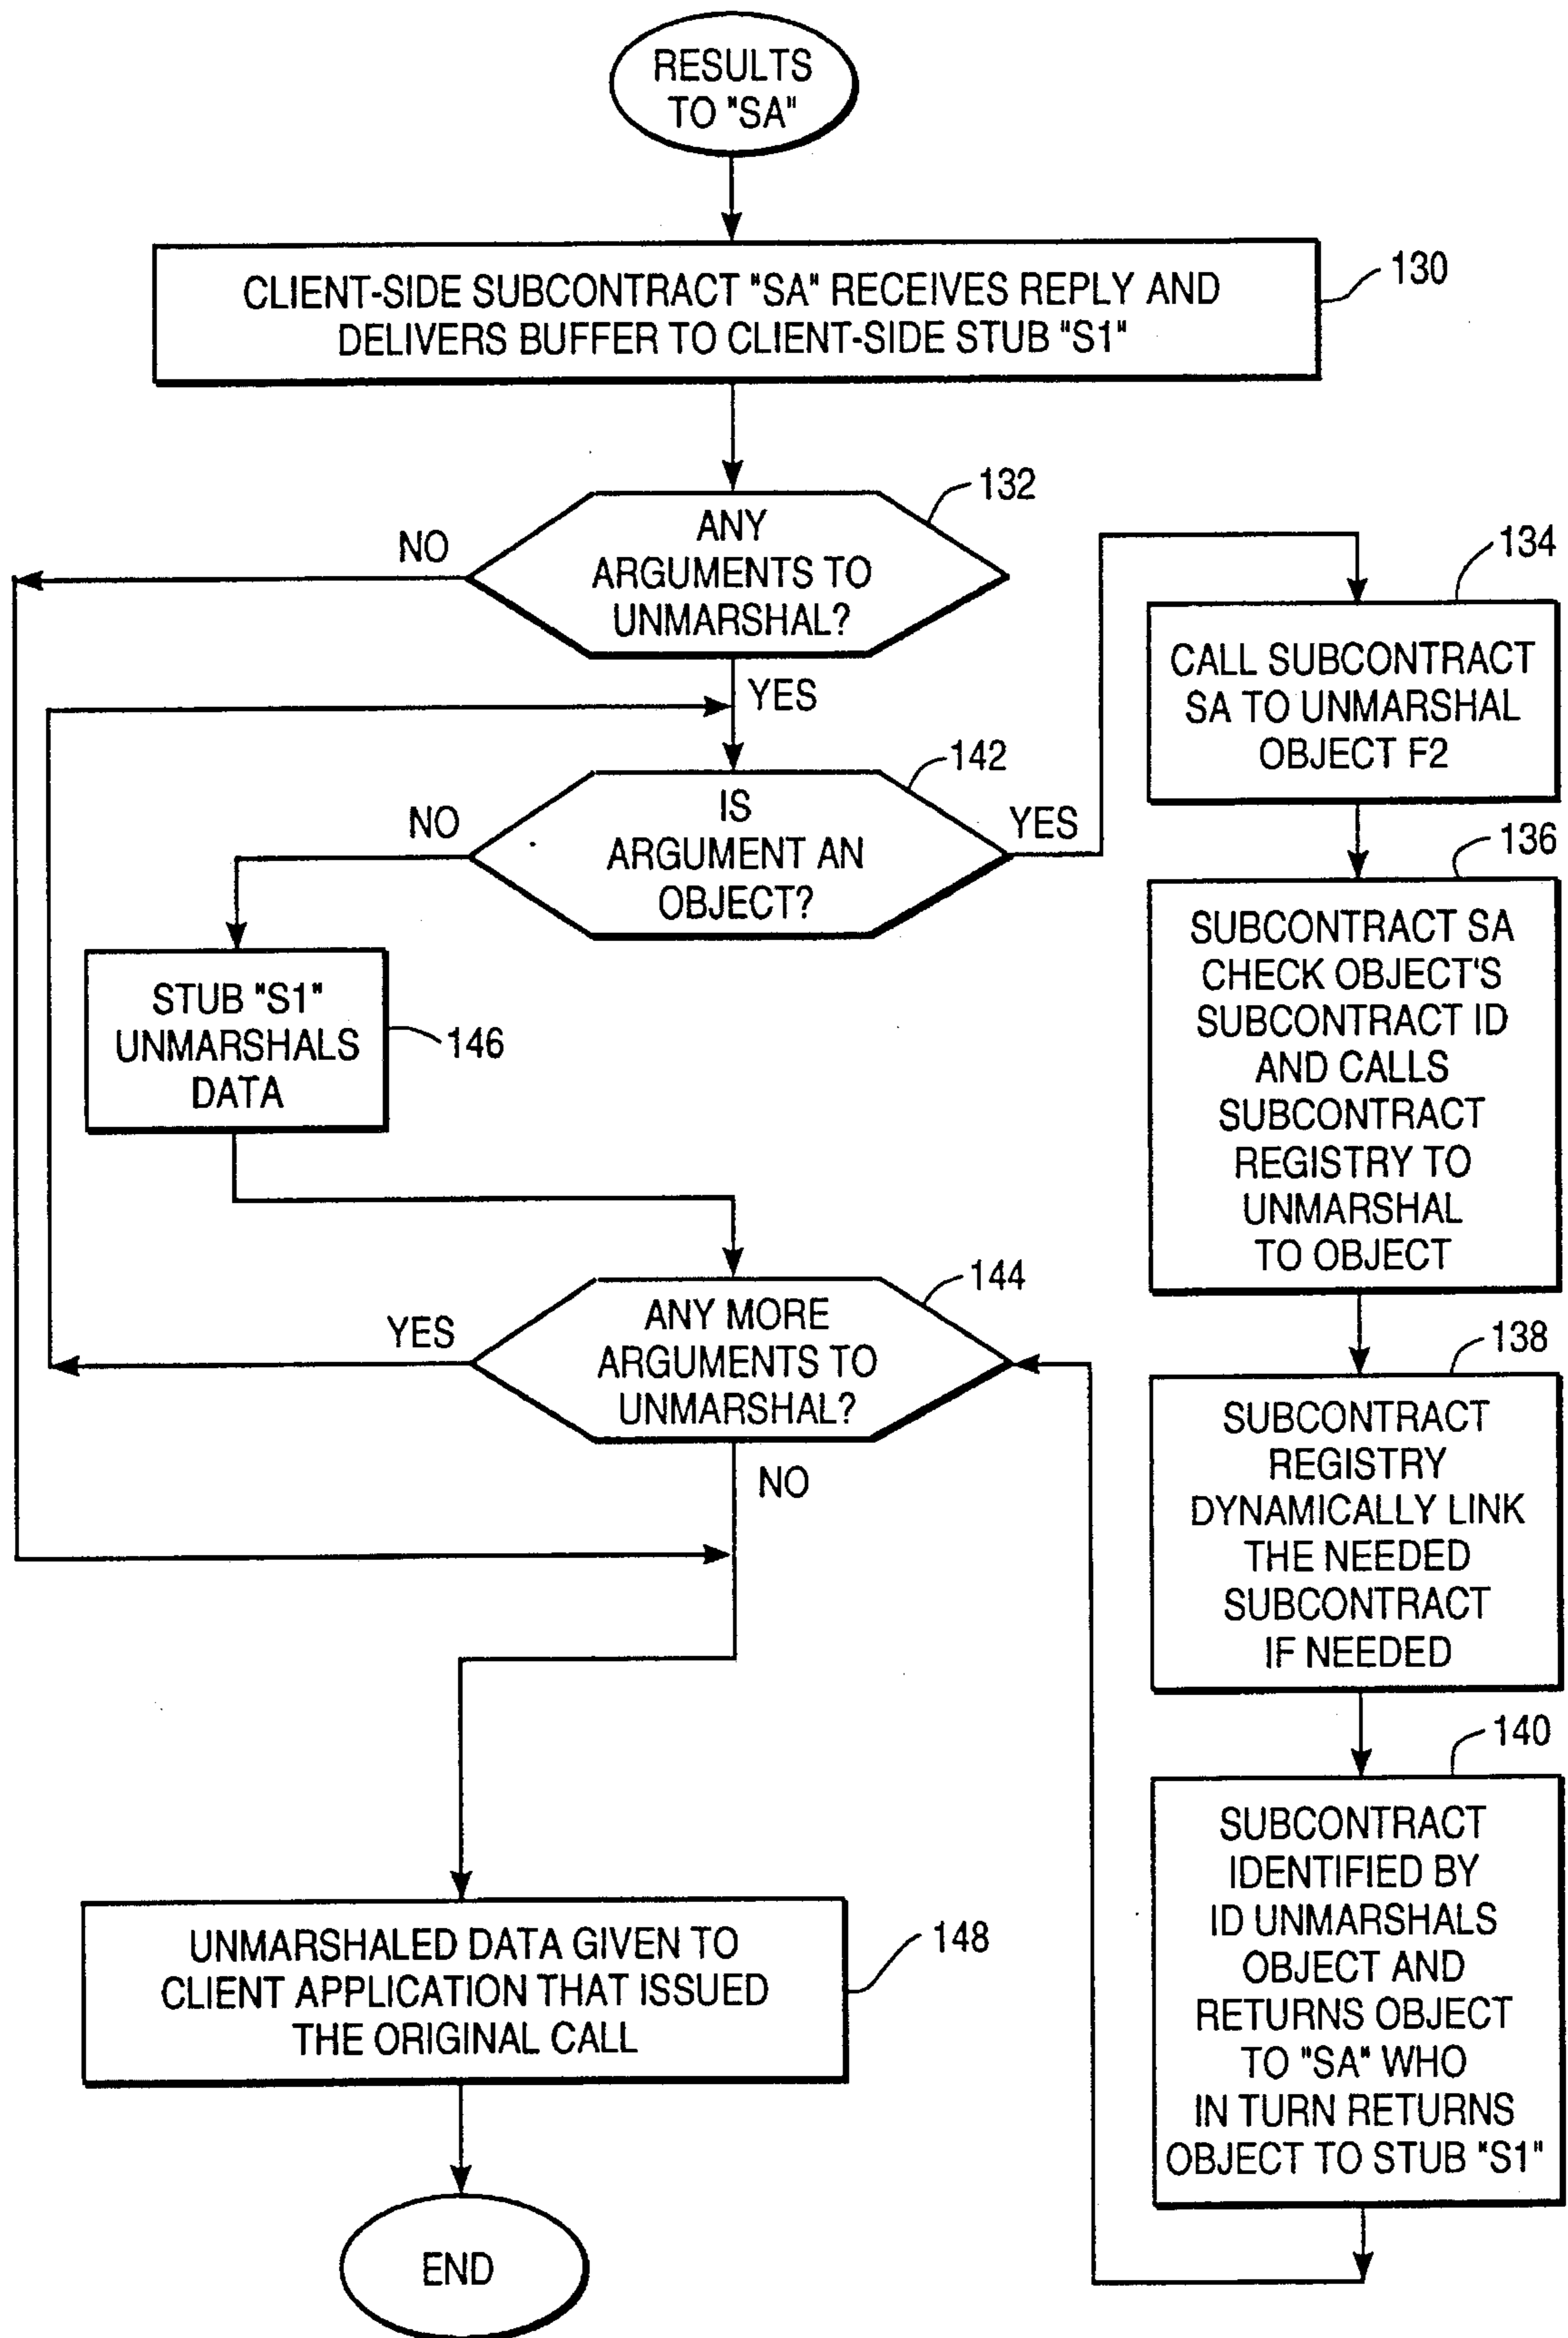 RESULTS
TO "SA"
CLIENT-SIDE SUBCONTRACT "SA" RECEIVES REPLY AND
DELIVERS BUFFER TO CLIENT-SIDE STUB "S1"
130
ANY
ARGUMENTS TO
UNMARSHAL?
132
NO
YES
IS
ARGUMENT AN
OBJECT?
142
NO
YES
STUB "S1"
UNMARSHALS
DATA
146
ANY MORE
ARGUMENTS TO
UNMARSHAL?
144
YES
NO
UNMARSHALED DATA GIVEN TO
CLIENT APPLICATION THAT ISSUED
THE ORIGINAL CALL
148
END
134
CALL SUBCONTRACT
SA TO UNMARSHAL
OBJECT F2
136
SUBCONTRACT SA
CHECK OBJECT'S
SUBCONTRACT ID
AND CALLS
SUBCONTRACT
REGISTRY TO
UNMARSHAL
TO OBJECT
138
SUBCONTRACT
REGISTRY
DYNAMICALLY LINK
THE NEEDED
SUBCONTRACT
IF NEEDED
140
SUBCONTRACT
IDENTIFIED BY
ID UNMARSHALS
OBJECT AND
RETURNS OBJECT
TO "SA" WHO
IN TURN RETURNS
OBJECT TO STUB "S1"